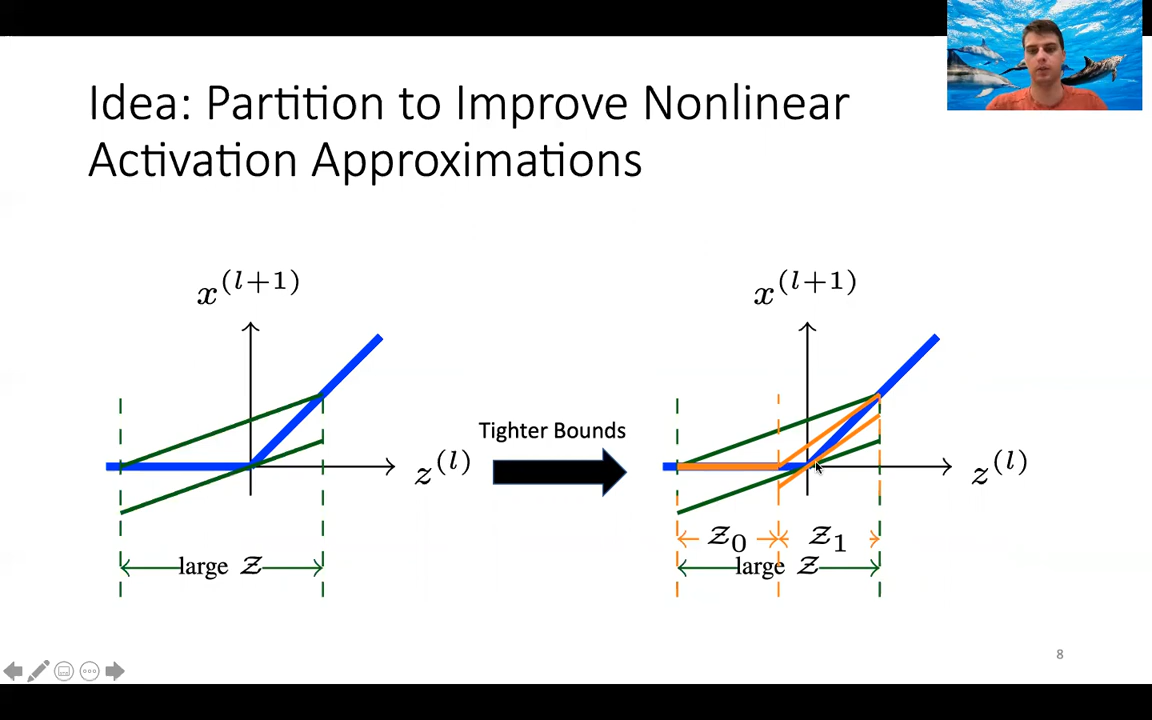 Idea: Partition to Improve Nonlinear
Activation Approximations
x^(l+1)
x^(l+1)
Tighter Bounds
z^(l)
z^(l)
𝒵₀
𝒵₁
large 𝒵
large 𝒵
8